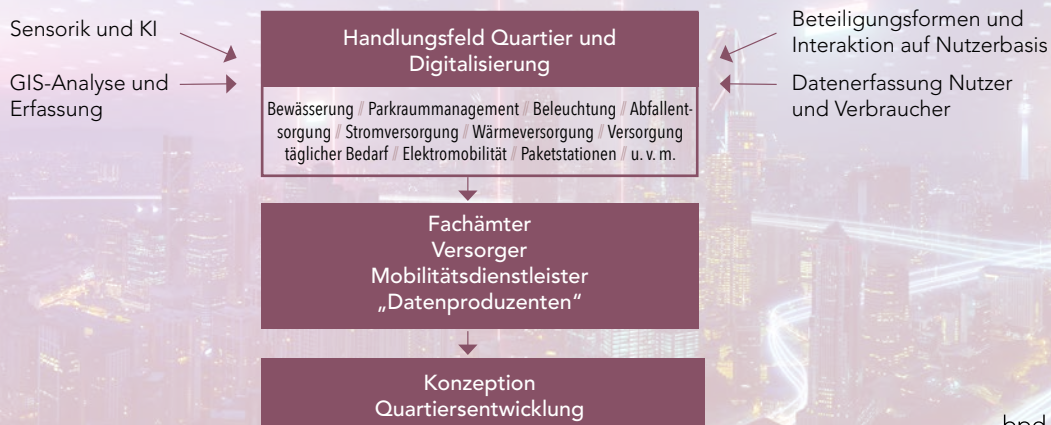 Sensorik und KI
GIS-Analyse und
Erfassung
Handlungsfeld Quartier und
Digitalisierung
Bewässerung // Parkraummanagement // Beleuchtung // Abfallent-
sorgung // Stromversorgung // Wärmeversorgung // Versorgung
täglicher Bedarf // Elektromobilität // Paketstationen // u. v. m.
Beteiligungsformen und
Interaktion auf Nutzerbasis
Datenerfassung Nutzer
und Verbraucher
Fachämter
Versorger
Mobilitätsdienstleister
„Datenproduzenten“
Konzeption
Quartiersentwicklung